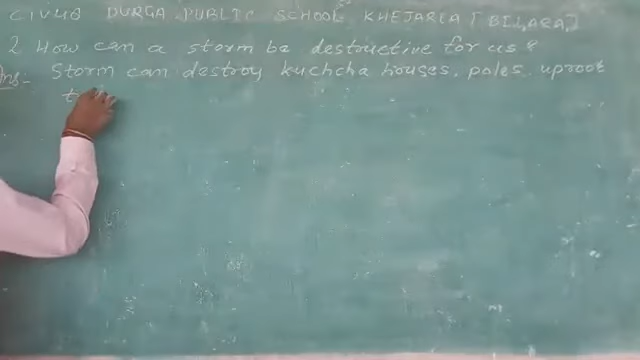 DURGA PUBLIC SCHOOL KHEJARLA [BILARA]
2 How can a storm be destructive for us?
Ans- Storm can destroy kuchcha houses, poles, uproot